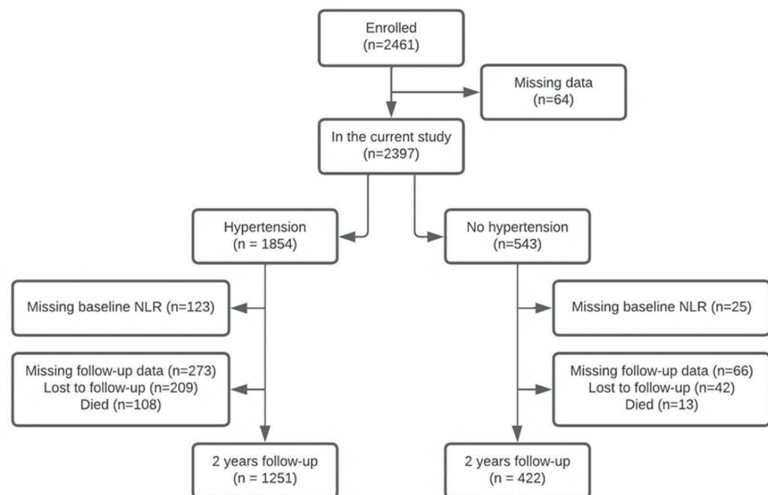 Enrolled
(n=2461)
Missing data
(n=64)
In the current study
(n=2397)
Hypertension
(n = 1854)
No hypertension
(n=543)
Missing baseline NLR (n=123)
Missing baseline NLR (n=25)
Missing follow-up data (n=273)
Lost to follow-up (n=209)
Died (n=108)
Missing follow-up data (n=66)
Lost to follow-up (n=42)
Died (n=13)
2 years follow-up
(n = 1251)
2 years follow-up
(n = 422)